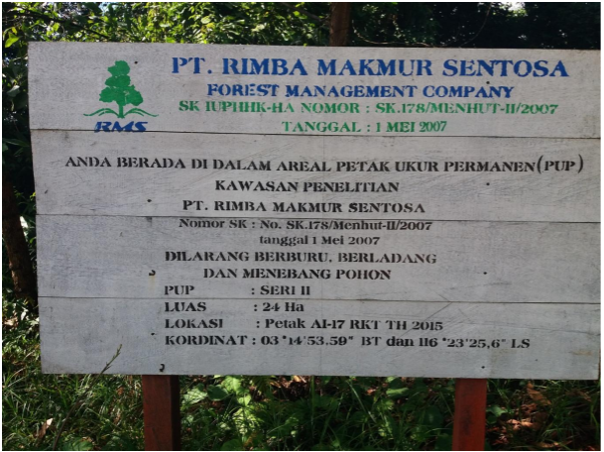 PT. RIMBA MAKMUR SENTOSA
FOREST MANAGEMENT COMPANY
SK IUPHHK-HA NOMOR : SK.178/MENHUT-II/2007
TANGGAL : 1 MEI 2007
RMS
ANDA BERADA DI DALAM AREAL PETAK UKUR PERMANEN(PUP)
KAWASAN PENELITIAN
PT. RIMBA MAKMUR SENTOSA
Nomor SK : No. SK.178/Menhut-II/2007
tanggal 1 Mei 2007
DILARANG BERBURU, BERLADANG
DAN MENEBANG POHON
PUP : SERI II
LUAS : 24 Ha
LOKASI : Petak AI-17 RKT TH 2015
KORDINAT : 03 °14'53.59" BT dan 116 °23'25,6" LS